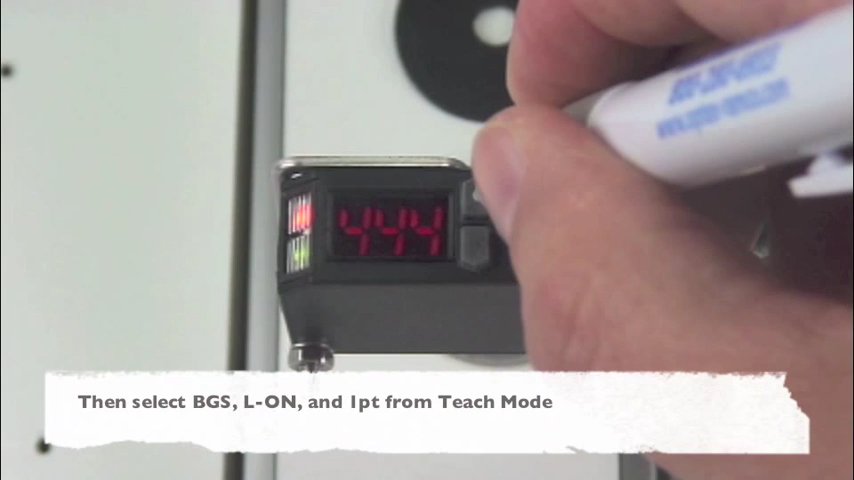 444
Then select BGS, L-ON, and 1pt from Teach Mode